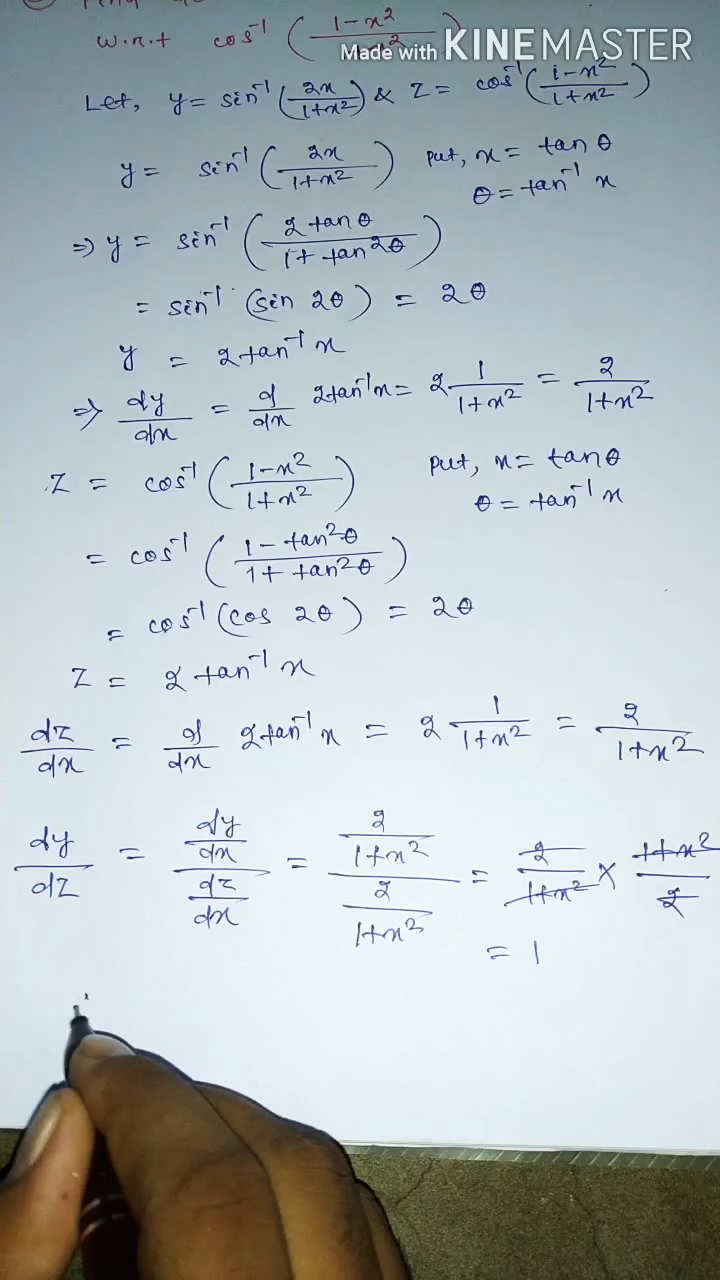 w.r.t cos⁻¹ ( 1-x² / 
Made with KINEMASTER
Let, y = sin⁻¹ (2x / 1+x²) & Z = cos⁻¹ (1-x² / 1+x²)
y = sin⁻¹ (2x / 1+x²) Put, x = tan θ
θ = tan⁻¹ x
⇒ y = sin⁻¹ (2 tan θ / 1 + tan²θ)
= sin⁻¹ (sin 2θ) = 2θ
y = 2 tan⁻¹ x
⇒ dy/dx = d/dx 2tan⁻¹x = 2 1/1+x² = 2/1+x²
Z = cos⁻¹ (1-x² / 1+x²) Put, x = tan θ
θ = tan⁻¹ x
= cos⁻¹ (1 - tan²θ / 1 + tan²θ)
= cos⁻¹ (cos 2θ) = 2θ
Z = 2 tan⁻¹ x
dz/dx = d/dx 2tan⁻¹ x = 2 1/1+x² = 2/1+x²
dy/dz = (dy/dx)/(dz/dx) = (2/1+x²)/(2/1+x²) = 2/1+x² × 1+x²/2
= 1